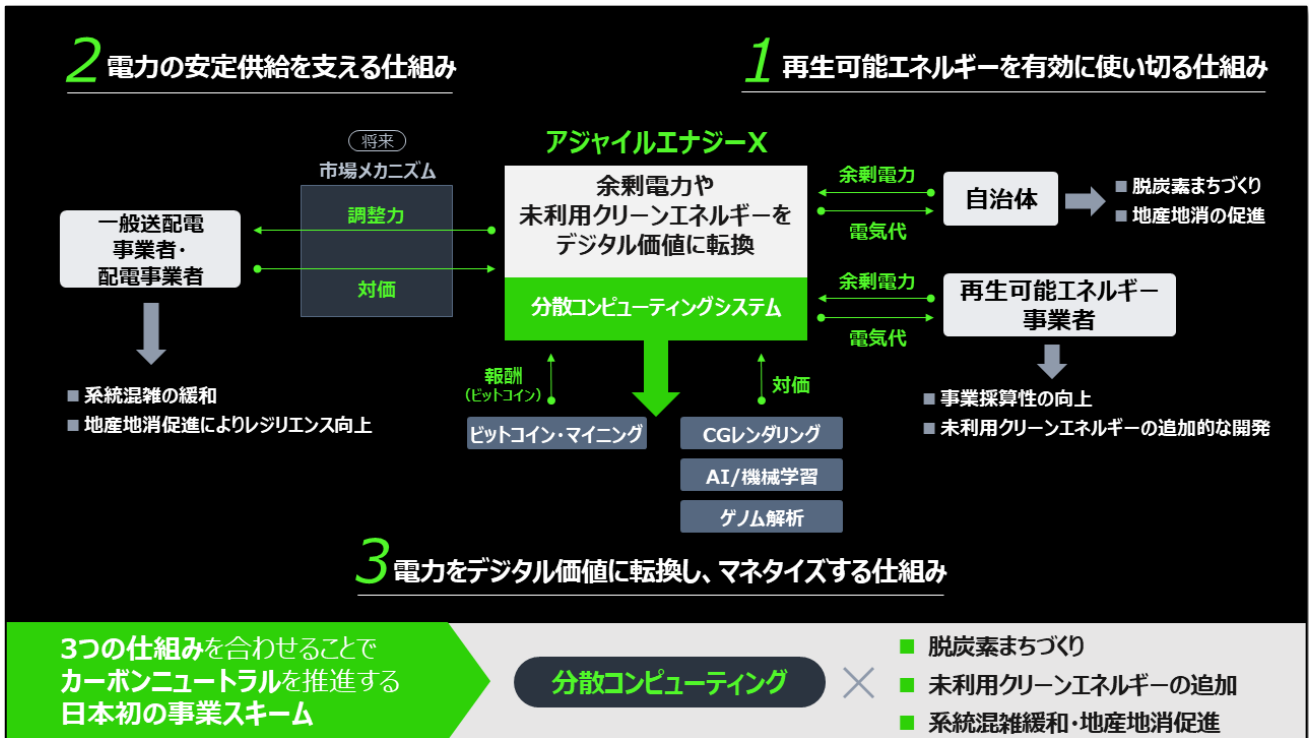 2 電力の安定供給を支える仕組み
1 再生可能エネルギーを有効に使い切る仕組み
将来
市場メカニズム
調整力
対価
一般送配電
事業者・
配電事業者
■ 系統混雑の緩和
■ 地産地消促進によりレジリエンス向上
アジャイルエナジーX
余剰電力や
未利用クリーンエネルギーを
デジタル価値に転換
分散コンピューティングシステム
余剰電力
電気代
自治体
■ 脱炭素まちづくり
■ 地産地消の促進
余剰電力
電気代
再生可能エネルギー
事業者
■ 事業採算性の向上
■ 未利用クリーンエネルギーの追加的な開発
報酬
(ビットコイン)
対価
ビットコイン・マイニング
CGレンダリング
AI/機械学習
ゲノム解析
3 電力をデジタル価値に転換し、マネタイズする仕組み
3つの仕組みを合わせることで
カーボンニュートラルを推進する
日本初の事業スキーム
分散コンピューティング
×
■ 脱炭素まちづくり
■ 未利用クリーンエネルギーの追加
■ 系統混雑緩和・地産地消促進